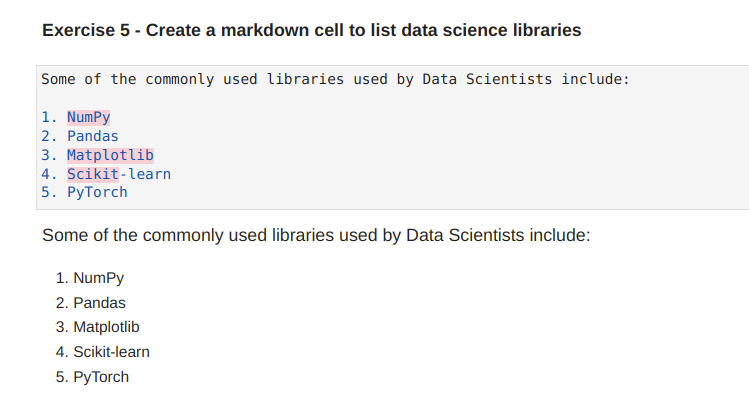 Exercise 5 - Create a markdown cell to list data science libraries
Some of the commonly used libraries used by Data Scientists include:
1. NumPy
2. Pandas
3. Matplotlib
4. Scikit-learn
5. PyTorch
Some of the commonly used libraries used by Data Scientists include:
1. NumPy
2. Pandas
3. Matplotlib
4. Scikit-learn
5. PyTorch